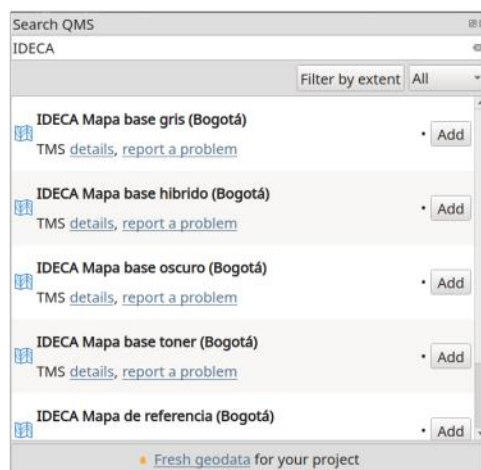 Search QMS
IDECA
Filter by extent All
IDECA Mapa base gris (Bogotá)
TMS details, report a problem
Add
IDECA Mapa base hibrido (Bogotá)
TMS details, report a problem
Add
IDECA Mapa base oscuro (Bogotá)
TMS details, report a problem
Add
IDECA Mapa base toner (Bogotá)
TMS details, report a problem
Add
IDECA Mapa de referencia (Bogotá)
Add
Fresh geodata for your project